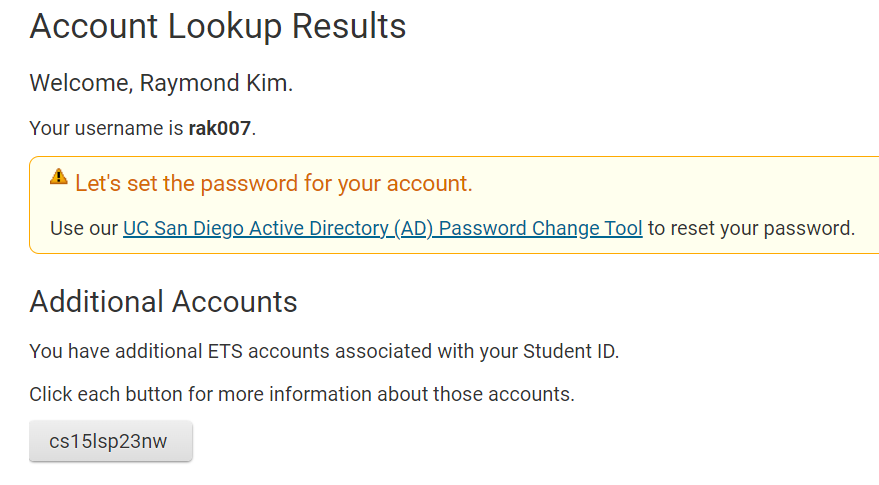 Account Lookup Results
Welcome, Raymond Kim.
Your username is rak007.
Let's set the password for your account.
Use our UC San Diego Active Directory (AD) Password Change Tool to reset your password.
Additional Accounts
You have additional ETS accounts associated with your Student ID.
Click each button for more information about those accounts.
cs15lsp23nw